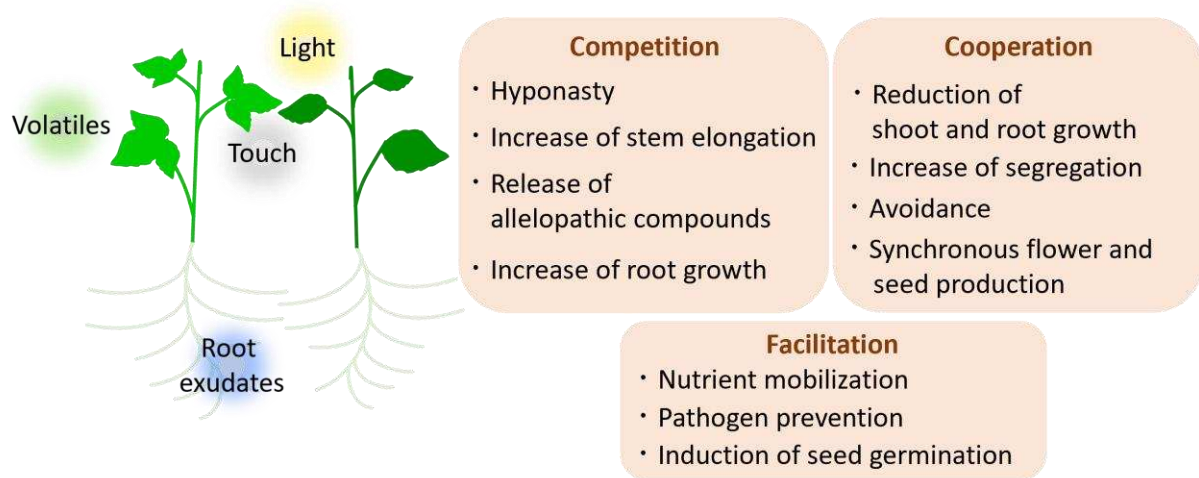 Light
Volatiles
Touch
Root
exudates
Competition
・Hyponasty
・Increase of stem elongation
・Release of
allelopathic compounds
・Increase of root growth
Cooperation
・Reduction of
shoot and root growth
・Increase of segregation
・Avoidance
・Synchronous flower and
seed production
Facilitation
・Nutrient mobilization
・Pathogen prevention
・Induction of seed germination